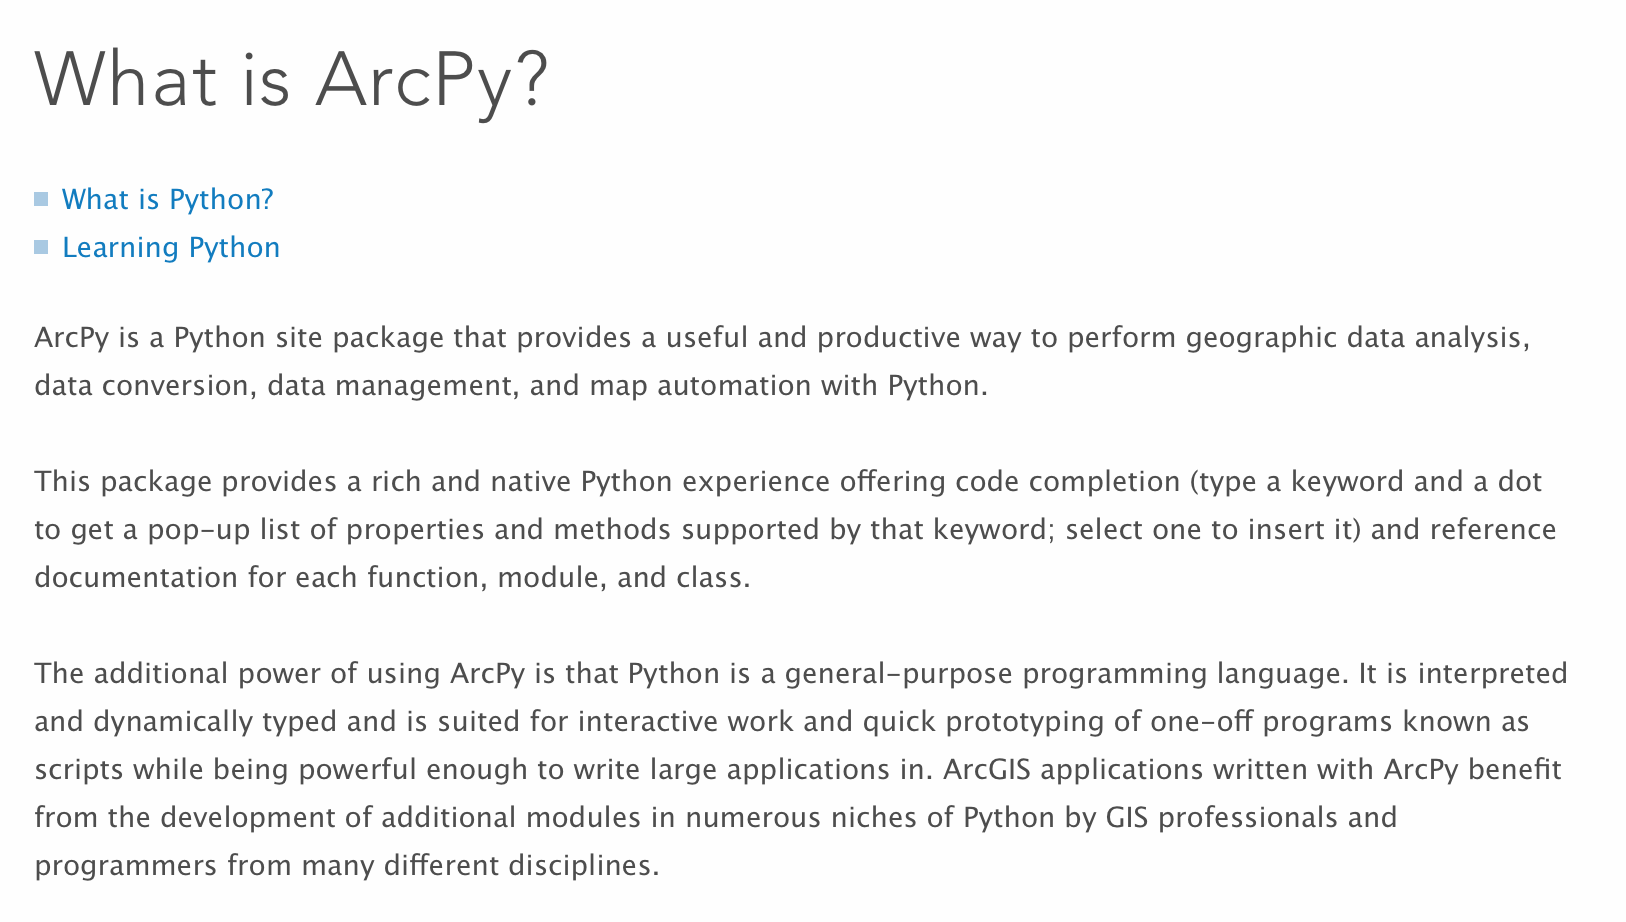 What is ArcPy?
What is Python?
Learning Python
ArcPy is a Python site package that provides a useful and productive way to perform geographic data analysis,
data conversion, data management, and map automation with Python.
This package provides a rich and native Python experience offering code completion (type a keyword and a dot
to get a pop-up list of properties and methods supported by that keyword; select one to insert it) and reference
documentation for each function, module, and class.
The additional power of using ArcPy is that Python is a general-purpose programming language. It is interpreted
and dynamically typed and is suited for interactive work and quick prototyping of one-off programs known as
scripts while being powerful enough to write large applications in. ArcGIS applications written with ArcPy benefit
from the development of additional modules in numerous niches of Python by GIS professionals and
programmers from many different disciplines.